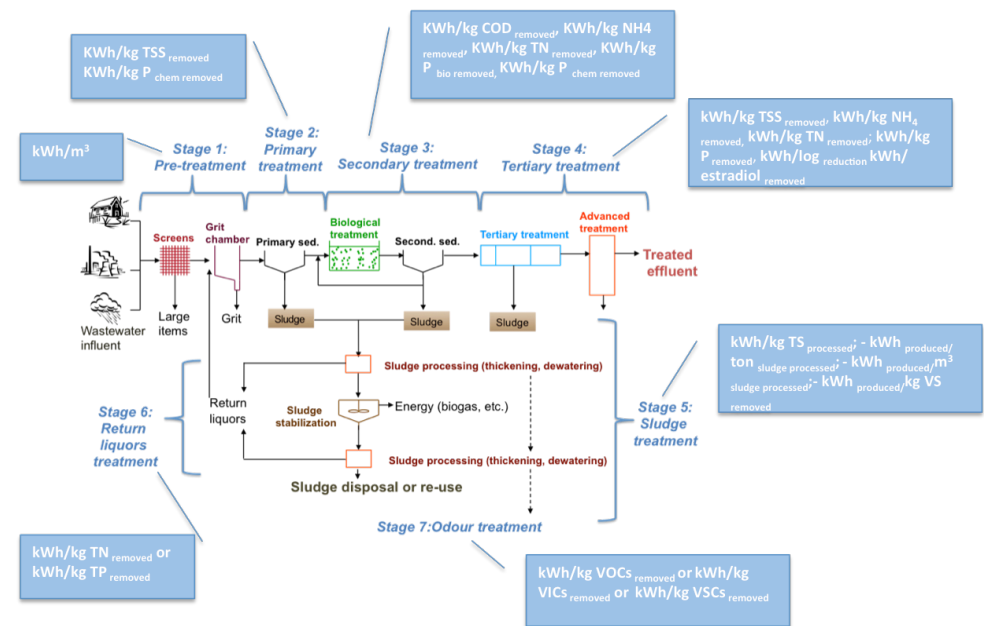 KWh/kg TSS removed
KWh/kg P chem removed
KWh/kg COD removed, KWh/kg NH4
removed, KWh/kg TN removed, KWh/kg
P bio removed, KWh/kg P chem removed
kWh/kg TSS removed, kWh/kg NH4
removed, kWh/kg TN removed; kWh/kg
P removed, kWh/log reduction kWh/
estradiol removed
kWh/m³
Stage 1:
Pre-treatment
Stage 2:
Primary
treatment
Stage 3:
Secondary treatment
Stage 4:
Tertiary treatment
Screens
Grit
chamber
Primary sed.
Biological
treatment
Second. sed.
Tertiary treatment
Advanced
treatment
Treated
effluent
Wastewater
influent
Large
items
Grit
Sludge
Sludge
Sludge
Sludge processing (thickening, dewatering)
Return
liquors
Sludge
stabilization
Energy (biogas, etc.)
Sludge processing (thickening, dewatering)
Sludge disposal or re-use
Stage 5:
Sludge
treatment
kWh/kg TS processed; - kWh produced/
ton sludge processed; - kWh produced/m³
sludge processed;- kWh produced/kg VS
removed
Stage 6:
Return
liquors
treatment
Stage 7:Odour treatment
kWh/kg TN removed or
kWh/kg TP removed
kWh/kg VOCs removed or kWh/kg
VICs removed or kWh/kg VSCs removed